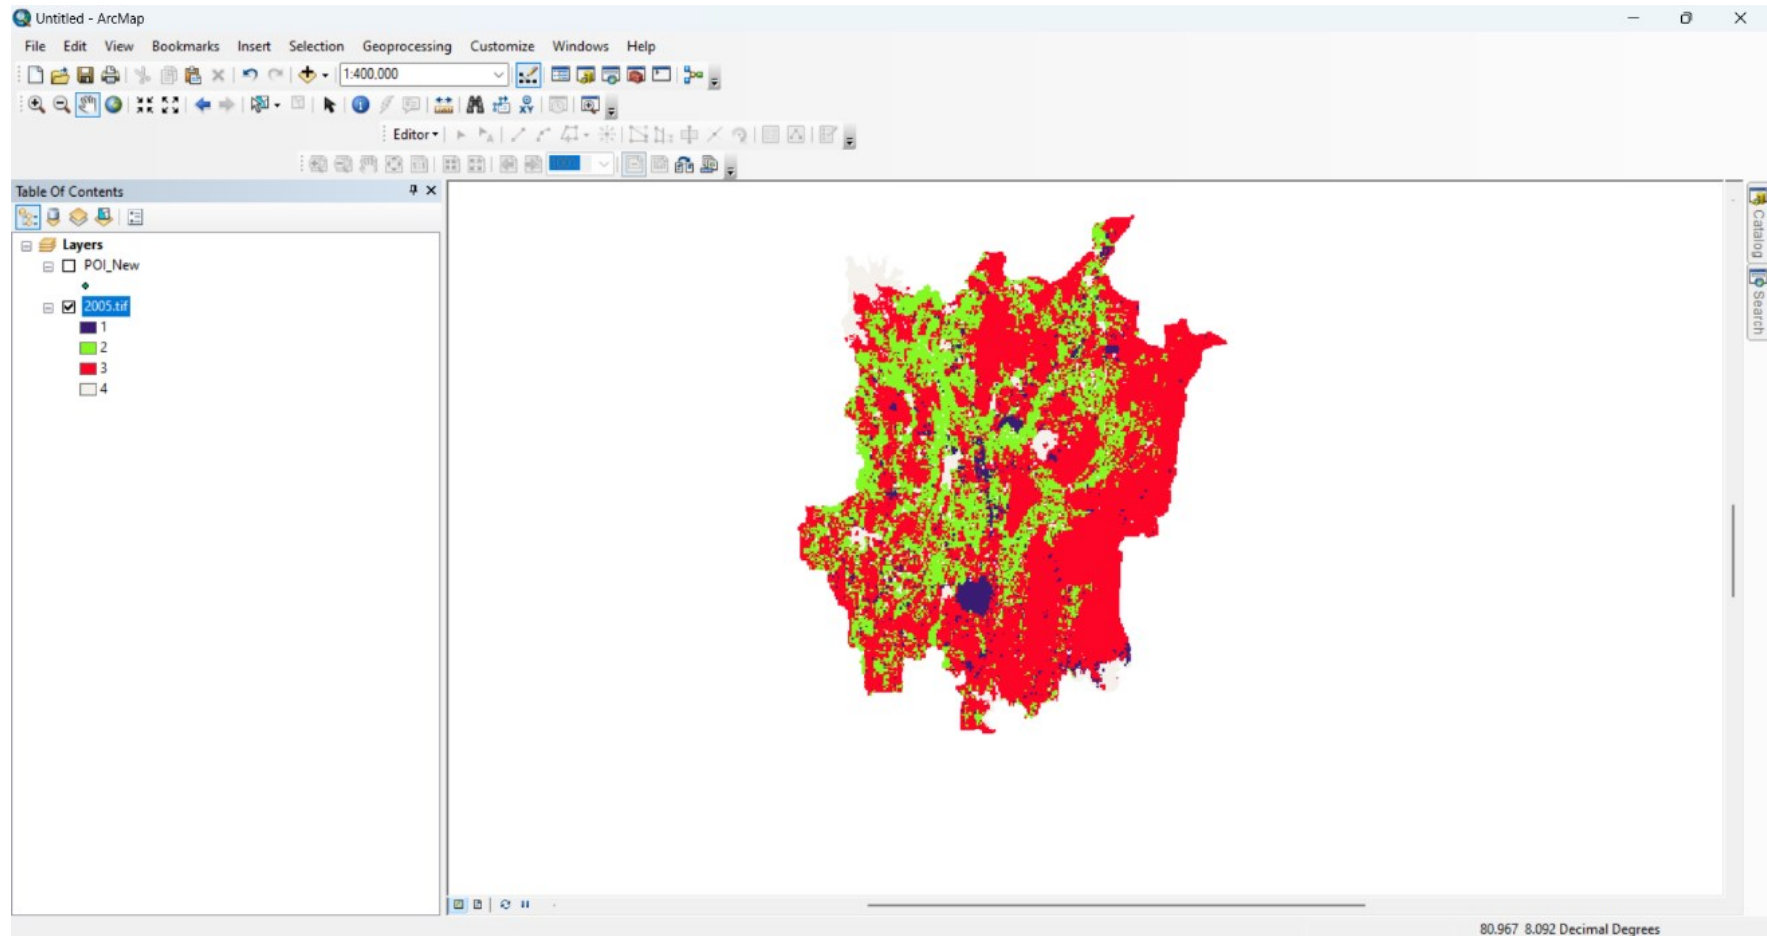 Untitled - ArcMap
File Edit View Bookmarks Insert Selection Geoprocessing Customize Windows Help
1:400,000
Editor
Table Of Contents
Layers
POI_New
2005.tif
1
2
3
4
Catalog
Search
80.967 8.092 Decimal Degrees